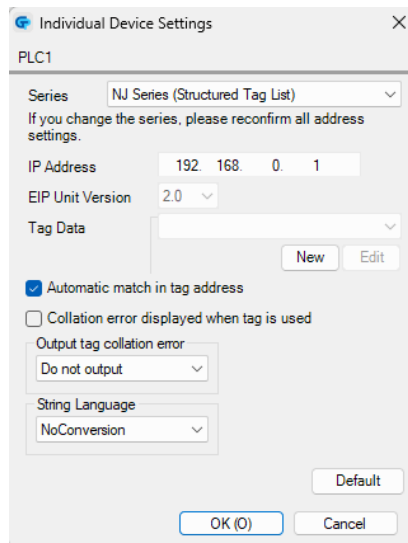 Individual Device Settings
PLC1
Series NJ Series (Structured Tag List)
If you change the series, please reconfirm all address
settings.
IP Address 192. 168. 0. 1
EIP Unit Version 2.0
Tag Data
New Edit
Automatic match in tag address
Collation error displayed when tag is used
Output tag collation error
Do not output
String Language
NoConversion
Default
OK (O) Cancel